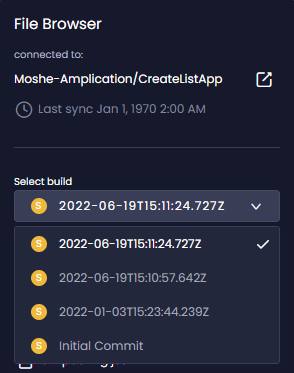 File Browser
connected to:
Moshe-Amplication/CreateListApp
Last sync Jan 1, 1970 2:00 AM
Select build
S 2022-06-19T15:11:24.727Z
S 2022-06-19T15:11:24.727Z
S 2022-06-19T15:10:57.642Z
S 2022-01-03T15:23:44.239Z
S Initial Commit